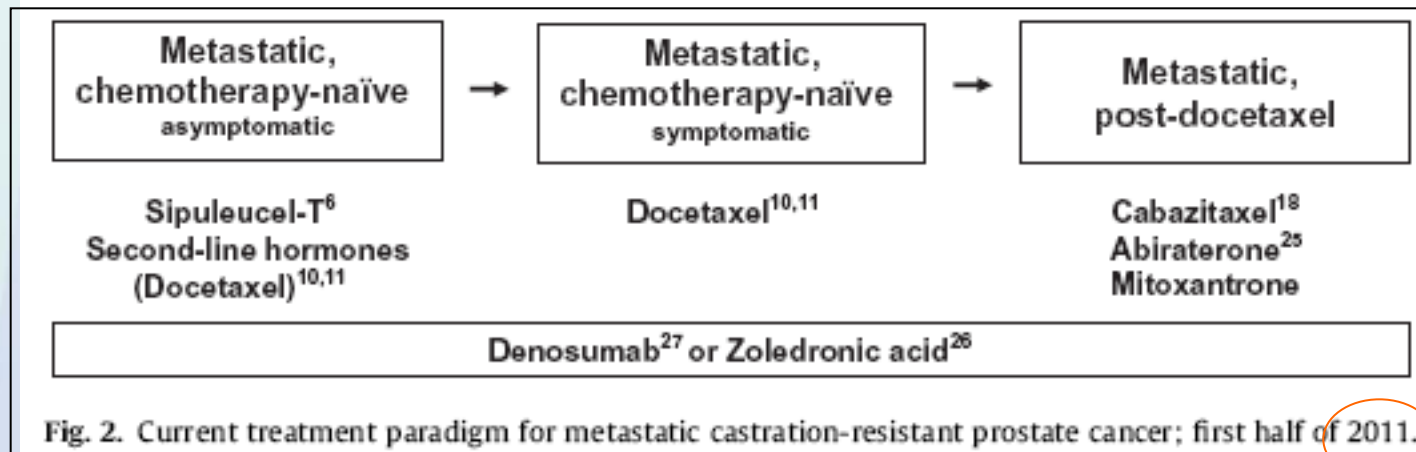 Metastatic,
chemotherapy-naïve
asymptomatic
→
Metastatic,
chemotherapy-naïve
symptomatic
→
Metastatic,
post-docetaxel
Sipuleucel-T⁶
Second-line hormones
(Docetaxel)¹⁰,¹¹
Docetaxel¹⁰,¹¹
Cabazitaxel¹⁸
Abiraterone²⁵
Mitoxantrone
Denosumab²⁷ or Zoledronic acid²⁶
Fig. 2. Current treatment paradigm for metastatic castration-resistant prostate cancer; first half of 2011.